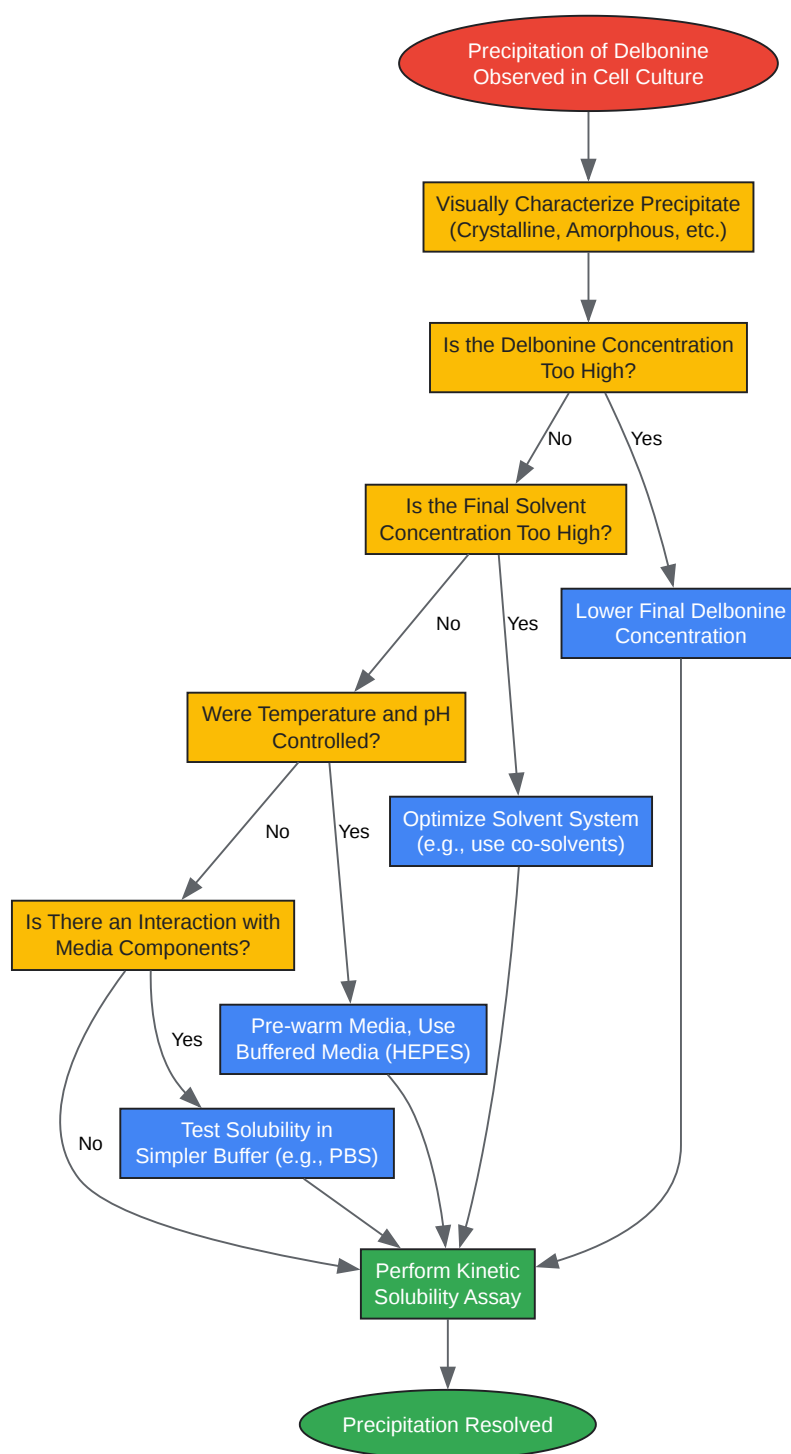 Precipitation of Delbonine
Observed in Cell Culture
Visually Characterize Precipitate
(Crystalline, Amorphous, etc.)
Is the Delbonine Concentration
Too High?
No
Yes
Is the Final Solvent
Concentration Too High?
Lower Final Delbonine
Concentration
No
Yes
Were Temperature and pH
Controlled?
Optimize Solvent System
(e.g., use co-solvents)
No
Yes
Is There an Interaction with
Media Components?
Pre-warm Media, Use
Buffered Media (HEPES)
Yes
No
Test Solubility in
Simpler Buffer (e.g., PBS)
Perform Kinetic
Solubility Assay
Precipitation Resolved